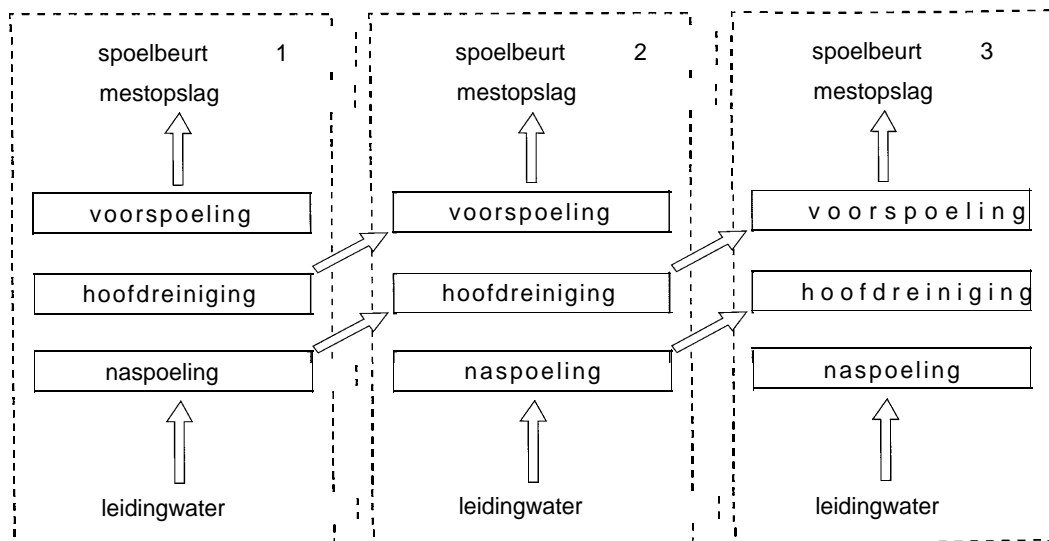 spoelbeurt 1
mestopslag
voorspoeling
hoofdreiniging
naspoeling
leidingwater
spoelbeurt 2
mestopslag
voorspoeling
hoofdreiniging
naspoeling
leidingwater
spoelbeurt 3
mestopslag
voorspoeling
hoofdreiniging
naspoeling
leidingwater